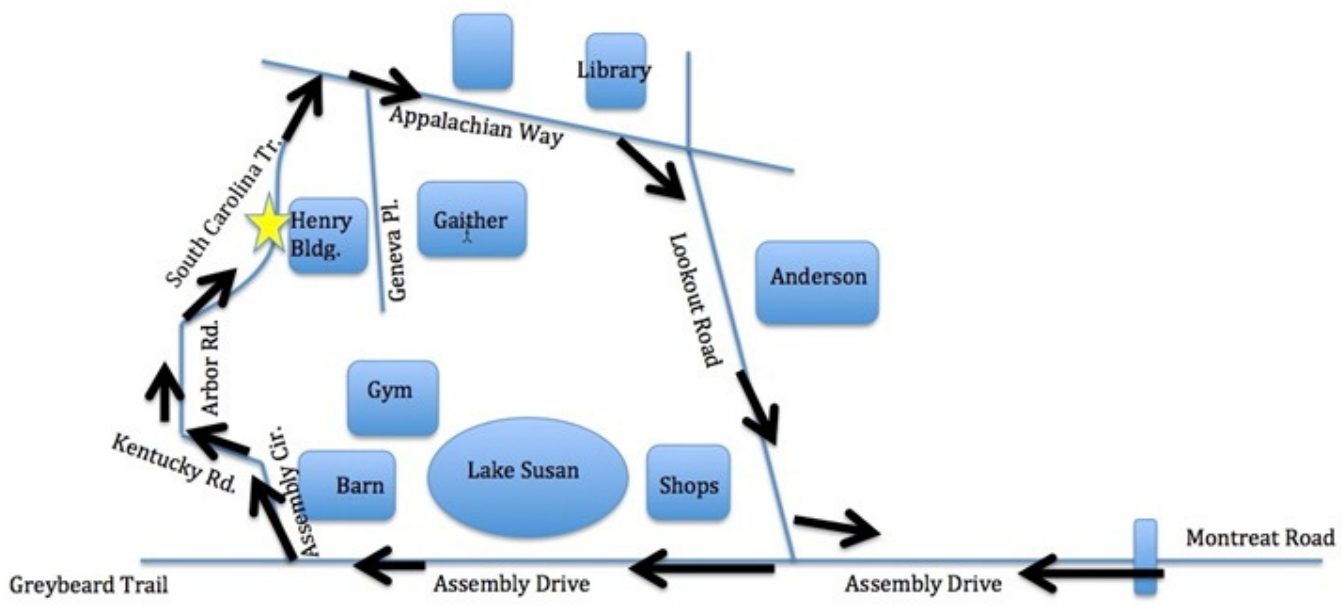 Library
Appalachian Way
South Carolina Tr.
Henry
Bldg.
Geneva Pl.
Gaither
Lookout Road
Anderson
Arbor Rd.
Gym
Kentucky Rd.
Assembly Cir.
Barn
Lake Susan
Shops
Montreat Road
Greybeard Trail
Assembly Drive
Assembly Drive